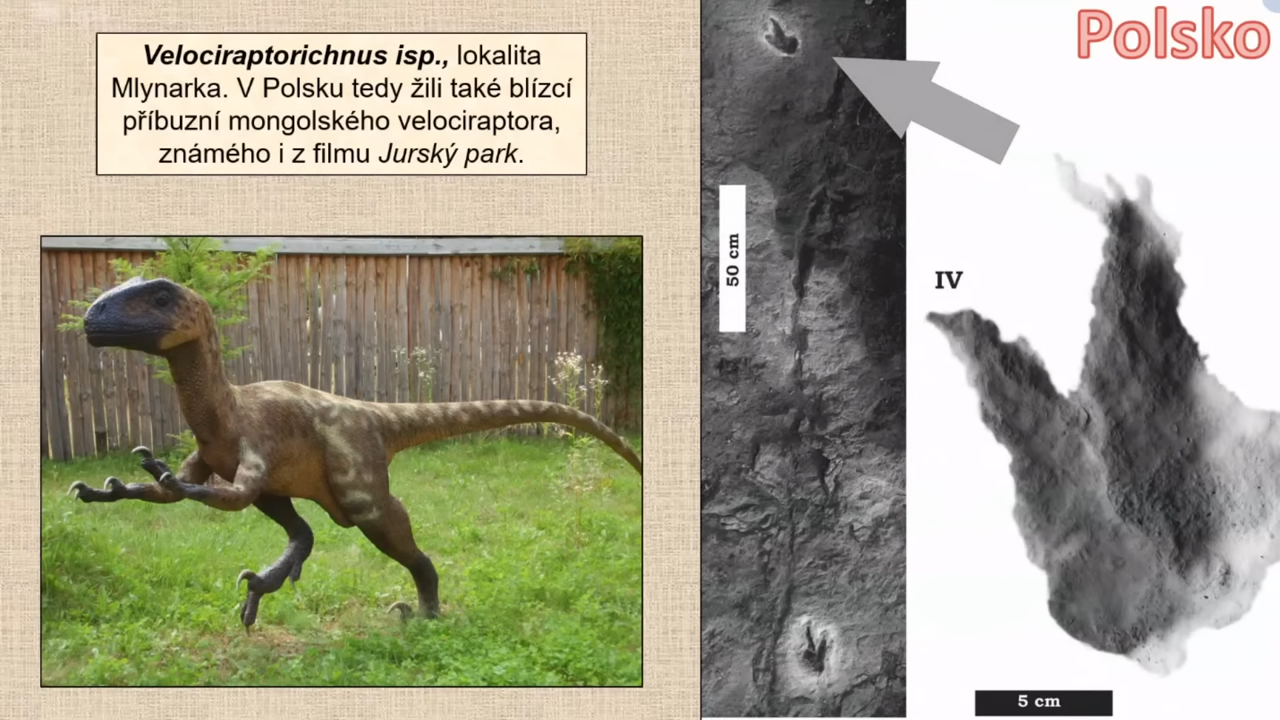 Velociraptorichnus isp., lokalita
Mlynarka. V Polsku tedy žili také blízcí
příbuzní mongolského velociraptora,
známého i z filmu Jurský park.
Polsko
50 cm
IV
5 cm